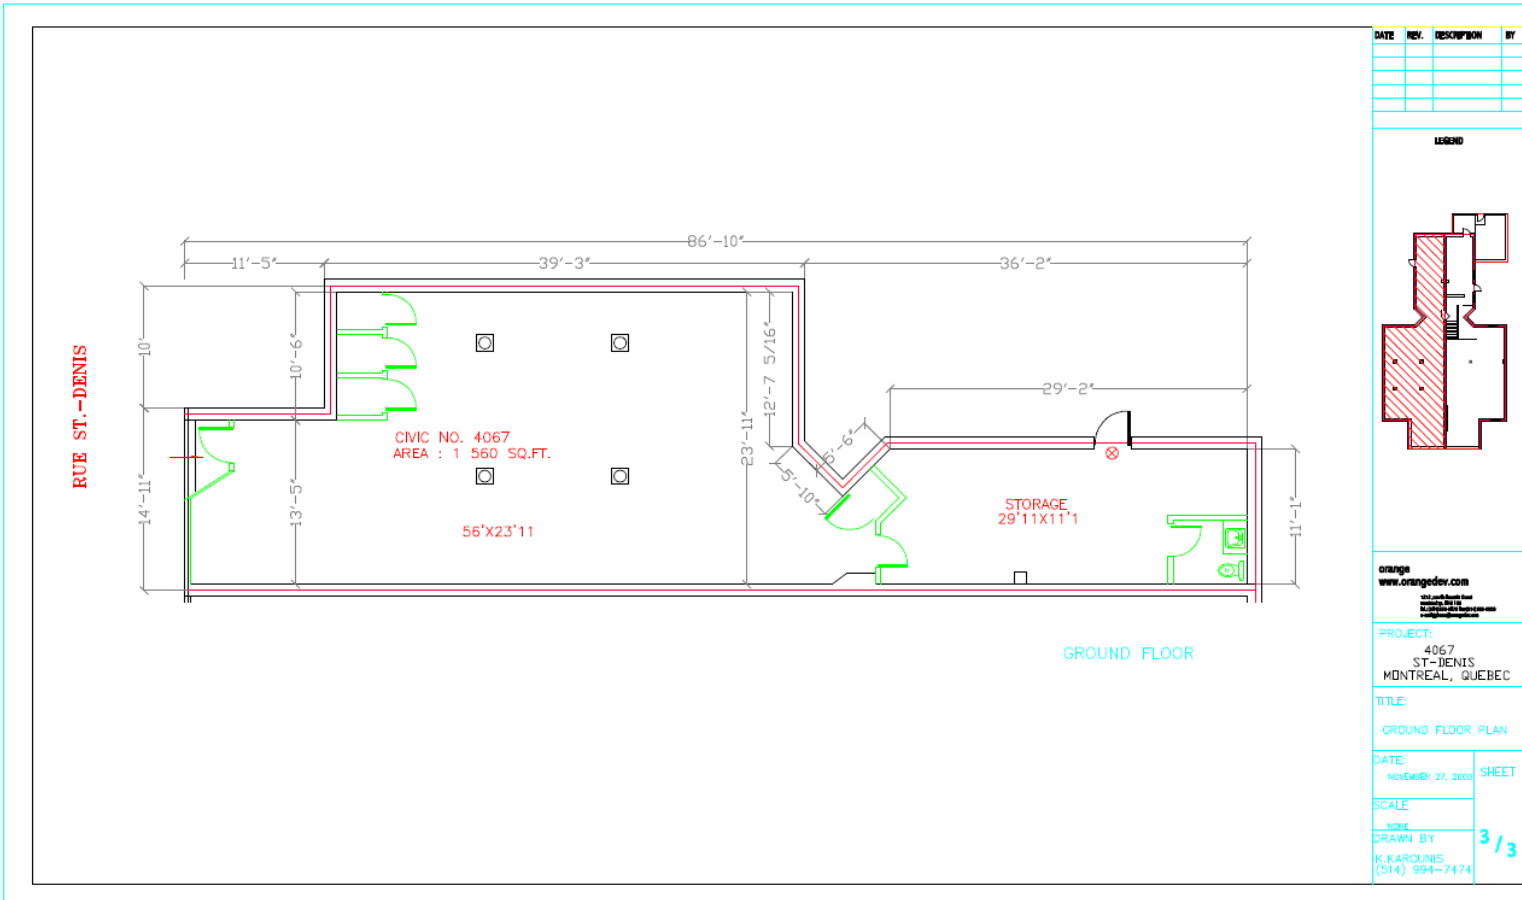 DATE REV. DESCRIPTION BY
LEGEND
86'-10"
11'-5" 39'-3" 36'-2"
RUE ST.-DENIS
10'
10'-6"
12'-7 5/16"
29'-2"
CIVIC NO. 4067
AREA : 1 560 SQ.FT.
23'-11"
5'-6"
5'-10"
14'-11"
13'-5"
56'X23'11
STORAGE
29'11X11'1
11'-1"
GROUND FLOOR
orange
www.orangedev.com
PROJECT:
4067
ST-DENIS
MONTREAL, QUEBEC
TITLE:
GROUND FLOOR PLAN
DATE:
NOVEMBER 27, 2000
SHEET
SCALE
NONE
3/3
DRAWN BY
K.KAROUNIS
(514) 994-7474